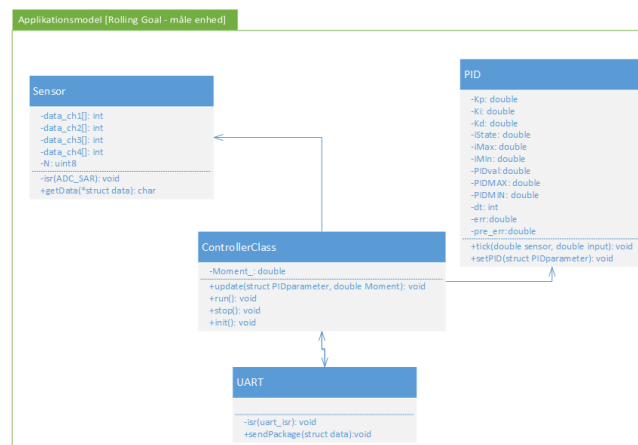 Applikationsmodel [Rolling Goal - måle enhed]
Sensor
-data_ch1[]: int
-data_ch2[]: int
-data_ch3[]: int
-data_ch4[]: int
-N: uint8
-isr(ADC_SAR): void
+getData(*struct data): char
PID
-Kp: double
-Ki: double
-Kd: double
-iState: double
-iMax: double
-iMin: double
-PIDval:double
-PIDMAX: double
-PIDMIN: double
-dt: int
-err:double
-pre_err:double
+tick(double sensor, double input): void
+setPID(struct PIDparameter): void
ControllerClass
-Moment_: double
+update(struct PIDparameter, double Moment): void
+run(): void
+stop(): void
+init(): void
UART
-isr(uart_isr): void
+sendPackage(struct data):void